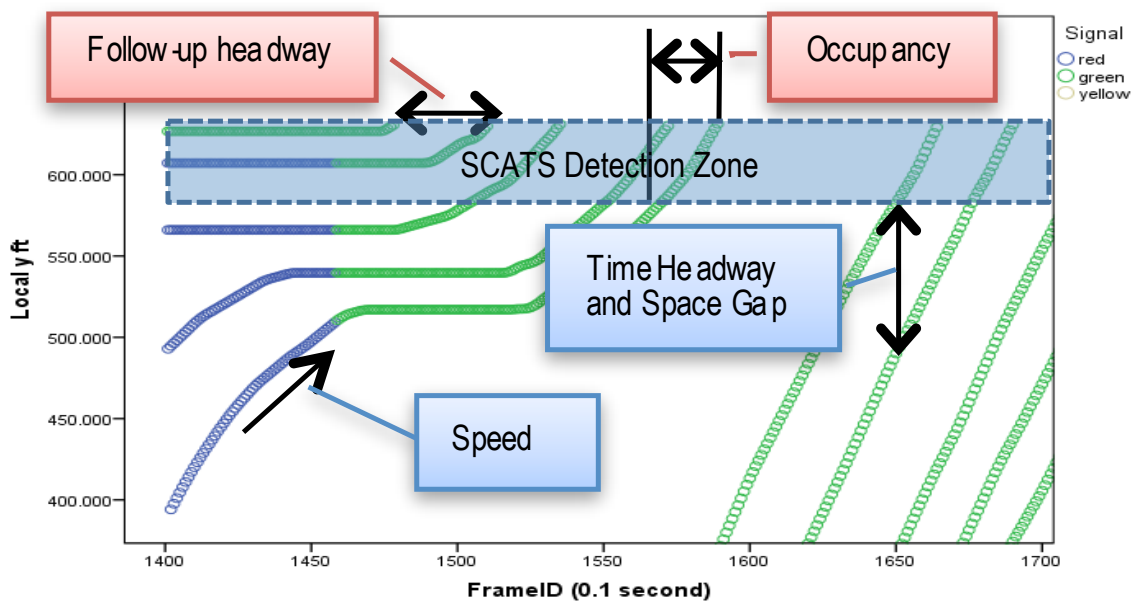 Follow-up headway
Occupancy
Signal
red
green
yellow
SCATS Detection Zone
Time Headway
and Space Gap
Speed
Local y ft
600.000
550.000
500.000
450.000
400.000
1400
1450
1500
1550
1600
1650
1700
FrameID (0.1 second)